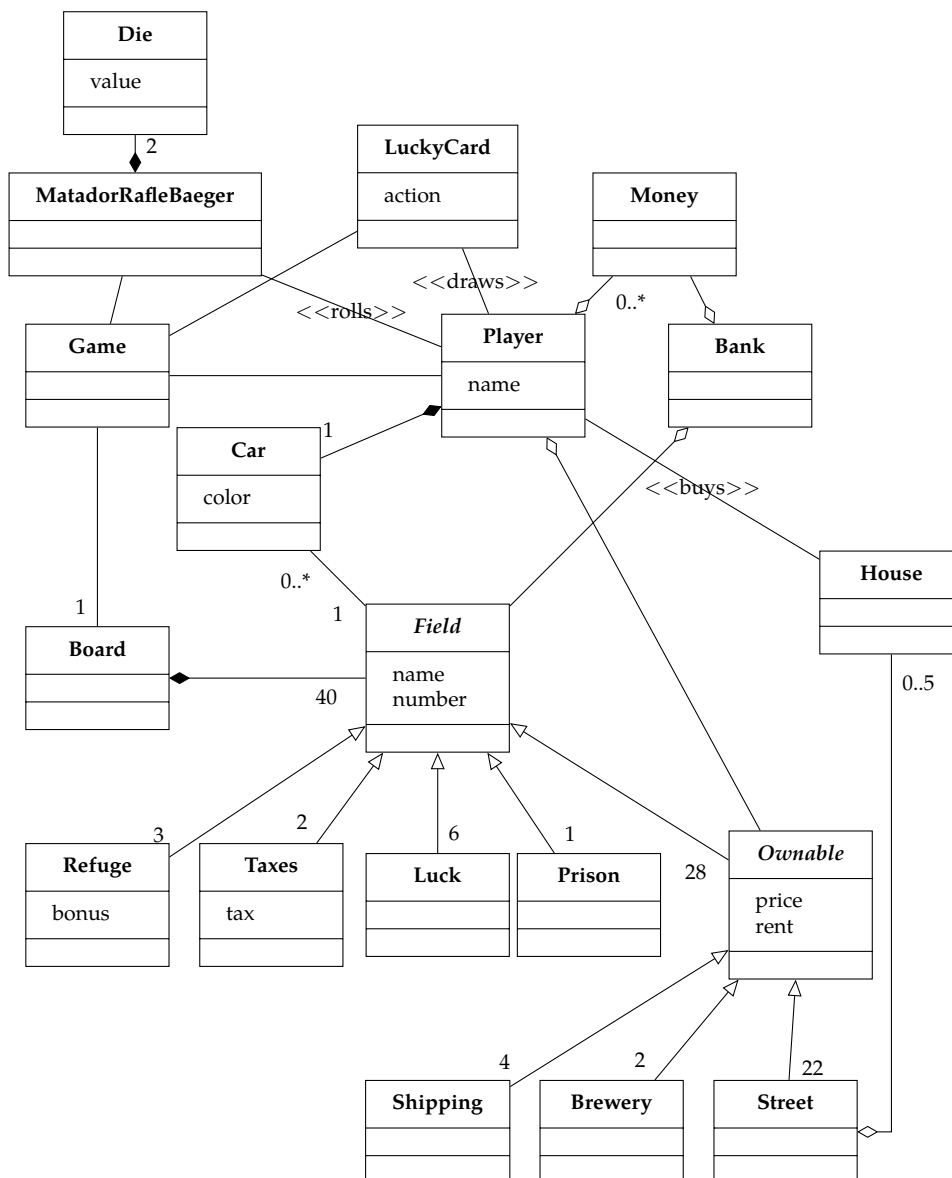 Die
value
2
LuckyCard
action
MatadorRafleBaeger
Money
<<draws>>
0..*
<<rolls>>
Game
Player
name
Bank
1
Car
color
<<buys>>
House
0..*
1
Field
name
number
1
Board
40
0..5
3
2
6
1
28
Refuge
bonus
Taxes
tax
Luck
Prison
Ownable
price
rent
4
2
22
Shipping
Brewery
Street